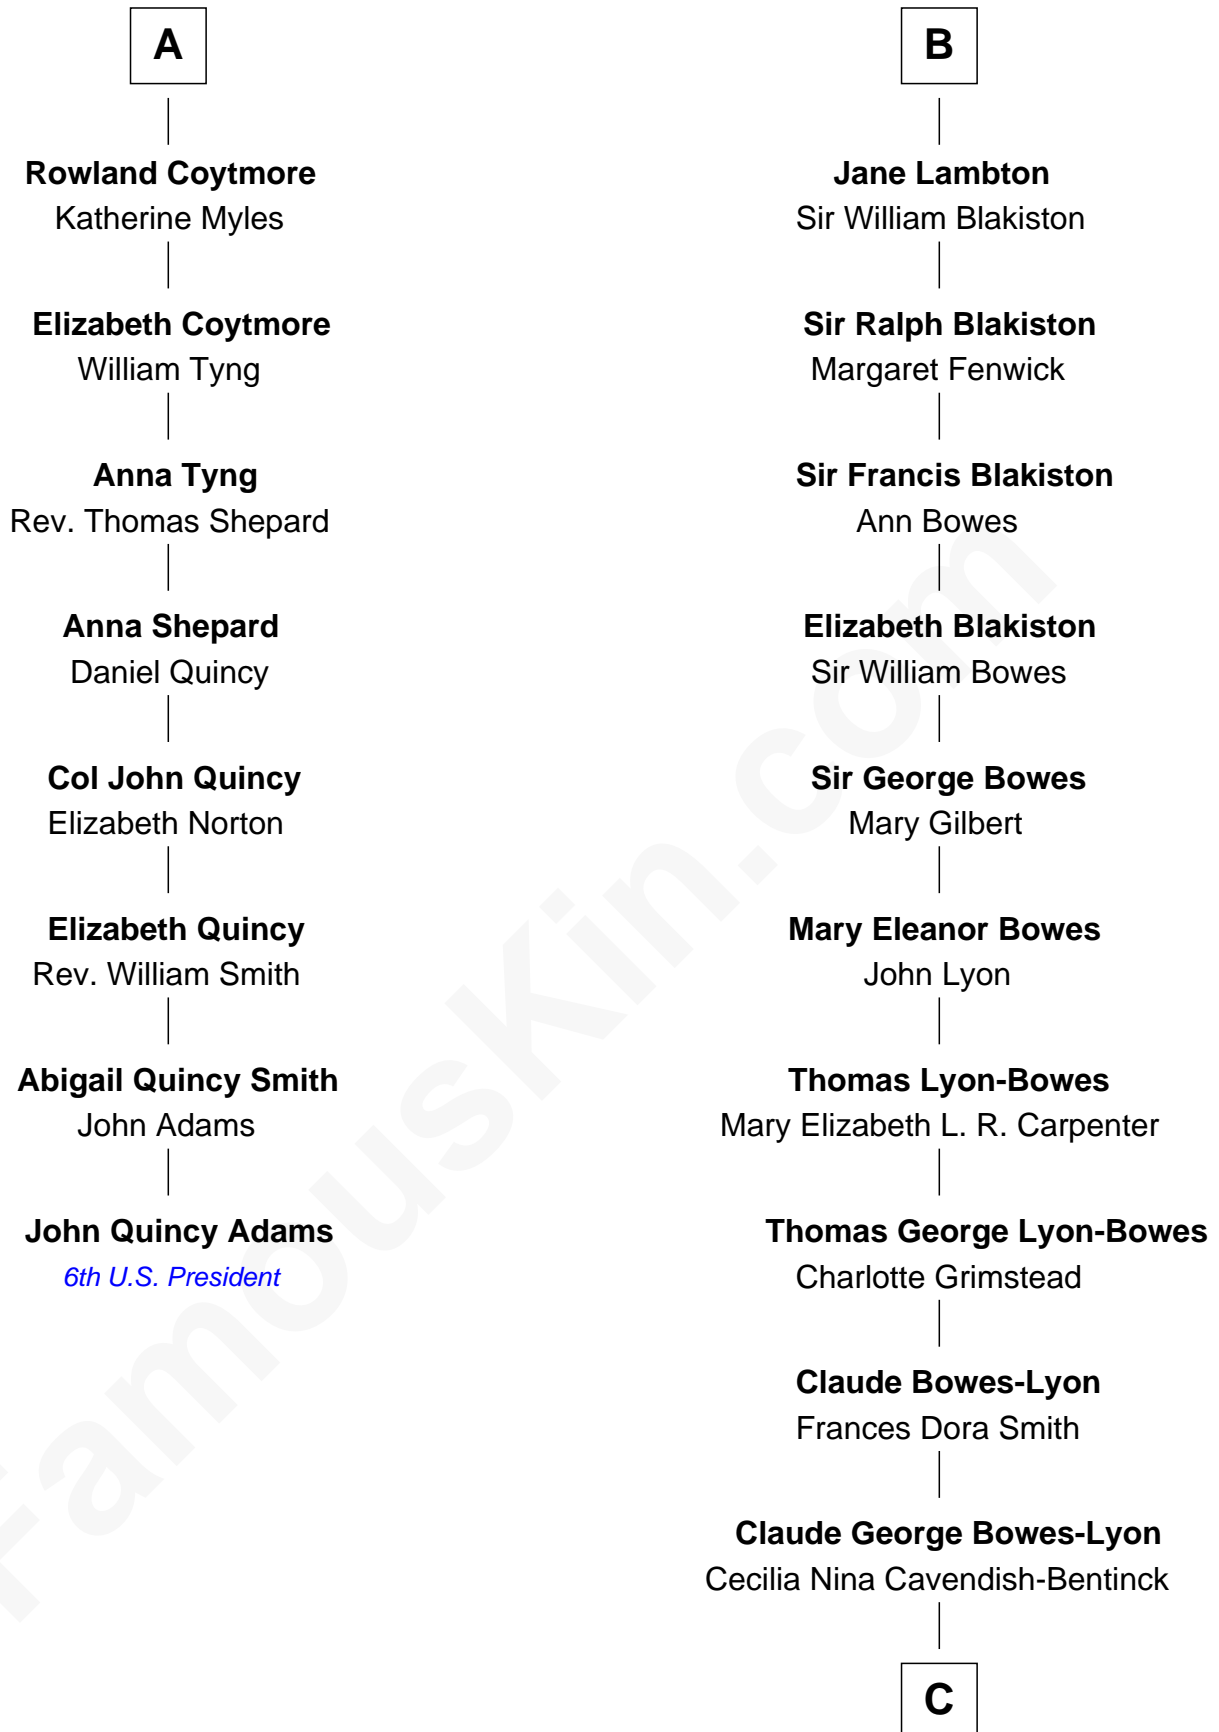 A
Rowland Coytmore
Katherine Myles
Elizabeth Coytmore
William Tyng
Anna Tyng
Rev. Thomas Shepard
Anna Shepard
Daniel Quincy
Col John Quincy
Elizabeth Norton
Elizabeth Quincy
Rev. William Smith
Abigail Quincy Smith
John Adams
John Quincy Adams
6th U.S. President
B
Jane Lambton
Sir William Blakiston
Sir Ralph Blakiston
Margaret Fenwick
Sir Francis Blakiston
Ann Bowes
Elizabeth Blakiston
Sir William Bowes
Sir George Bowes
Mary Gilbert
Mary Eleanor Bowes
John Lyon
Thomas Lyon-Bowes
Mary Elizabeth L. R. Carpenter
Thomas George Lyon-Bowes
Charlotte Grimstead
Claude Bowes-Lyon
Frances Dora Smith
Claude George Bowes-Lyon
Cecilia Nina Cavendish-Bentinck
C
FamousKin.com